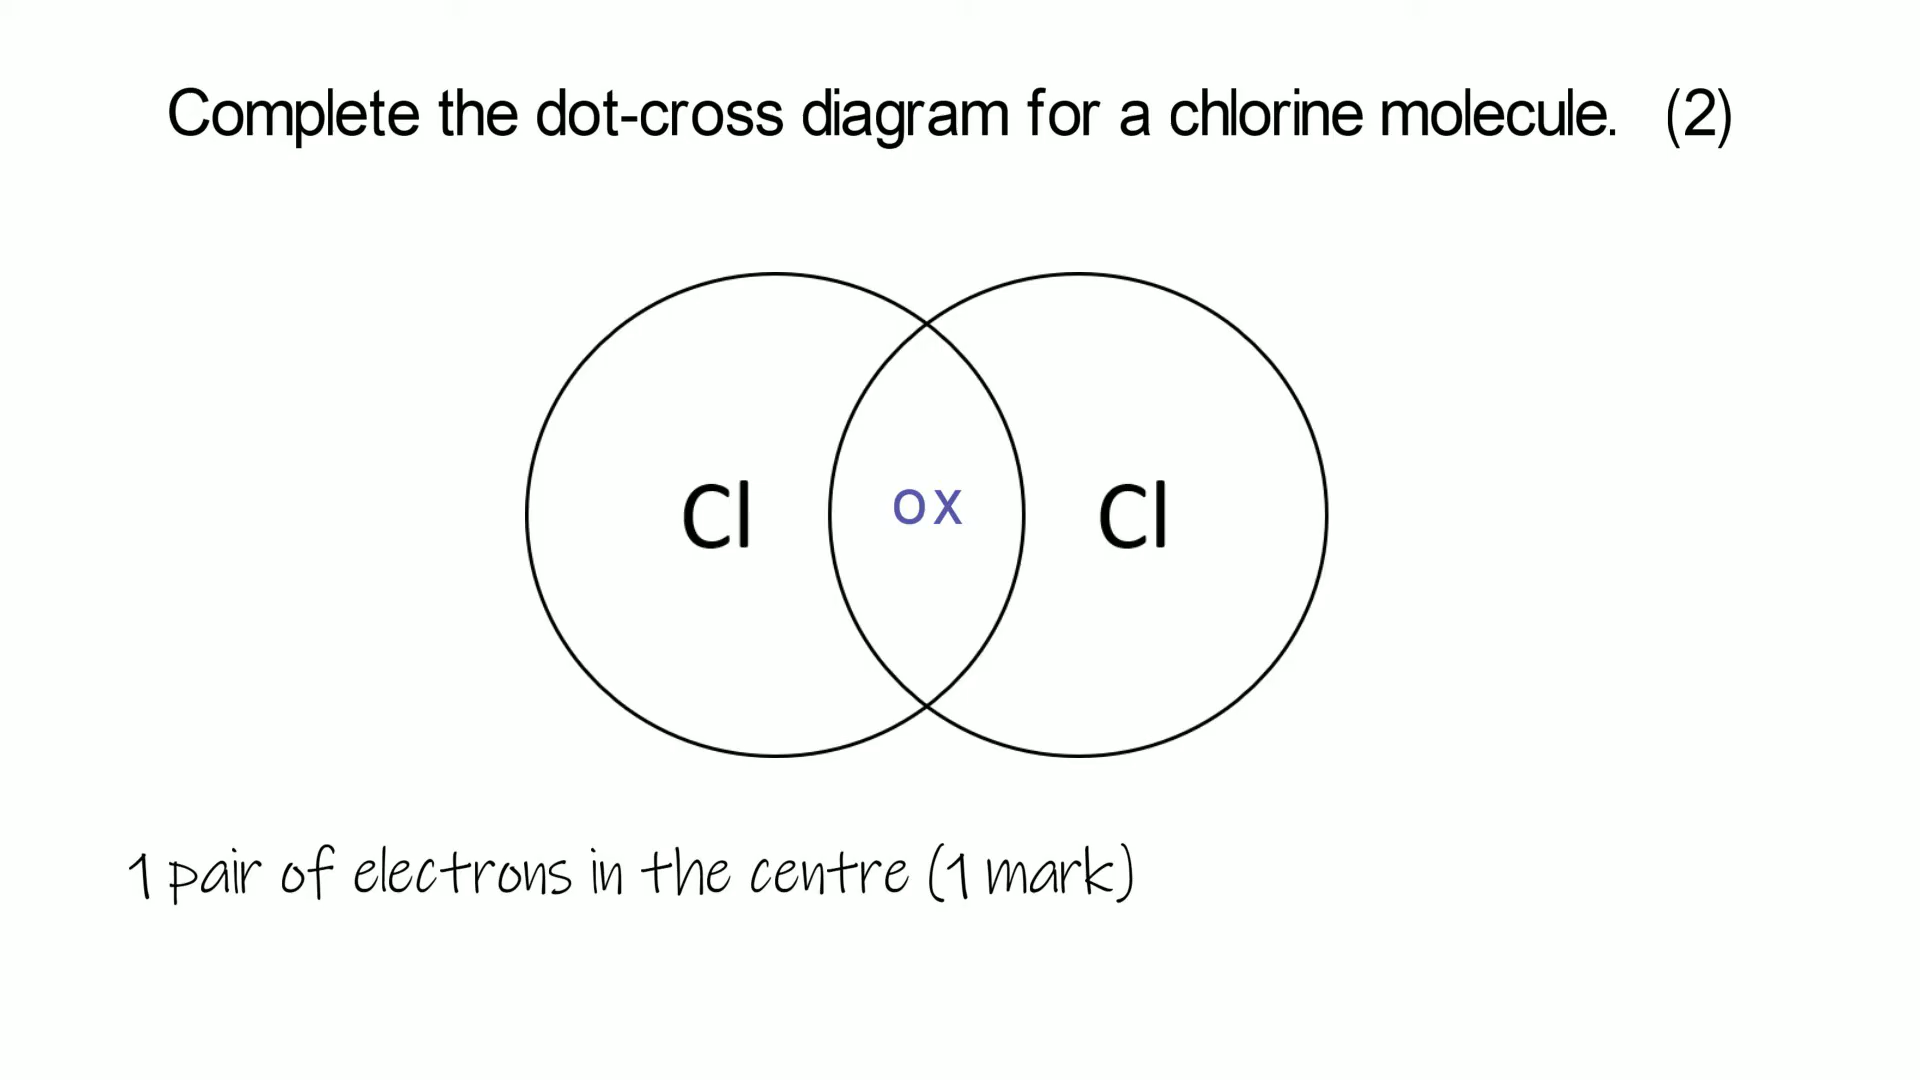 Complete the dot-cross diagram for a chlorine molecule. (2)
Cl ox Cl
1 pair of electrons in the centre (1 mark)